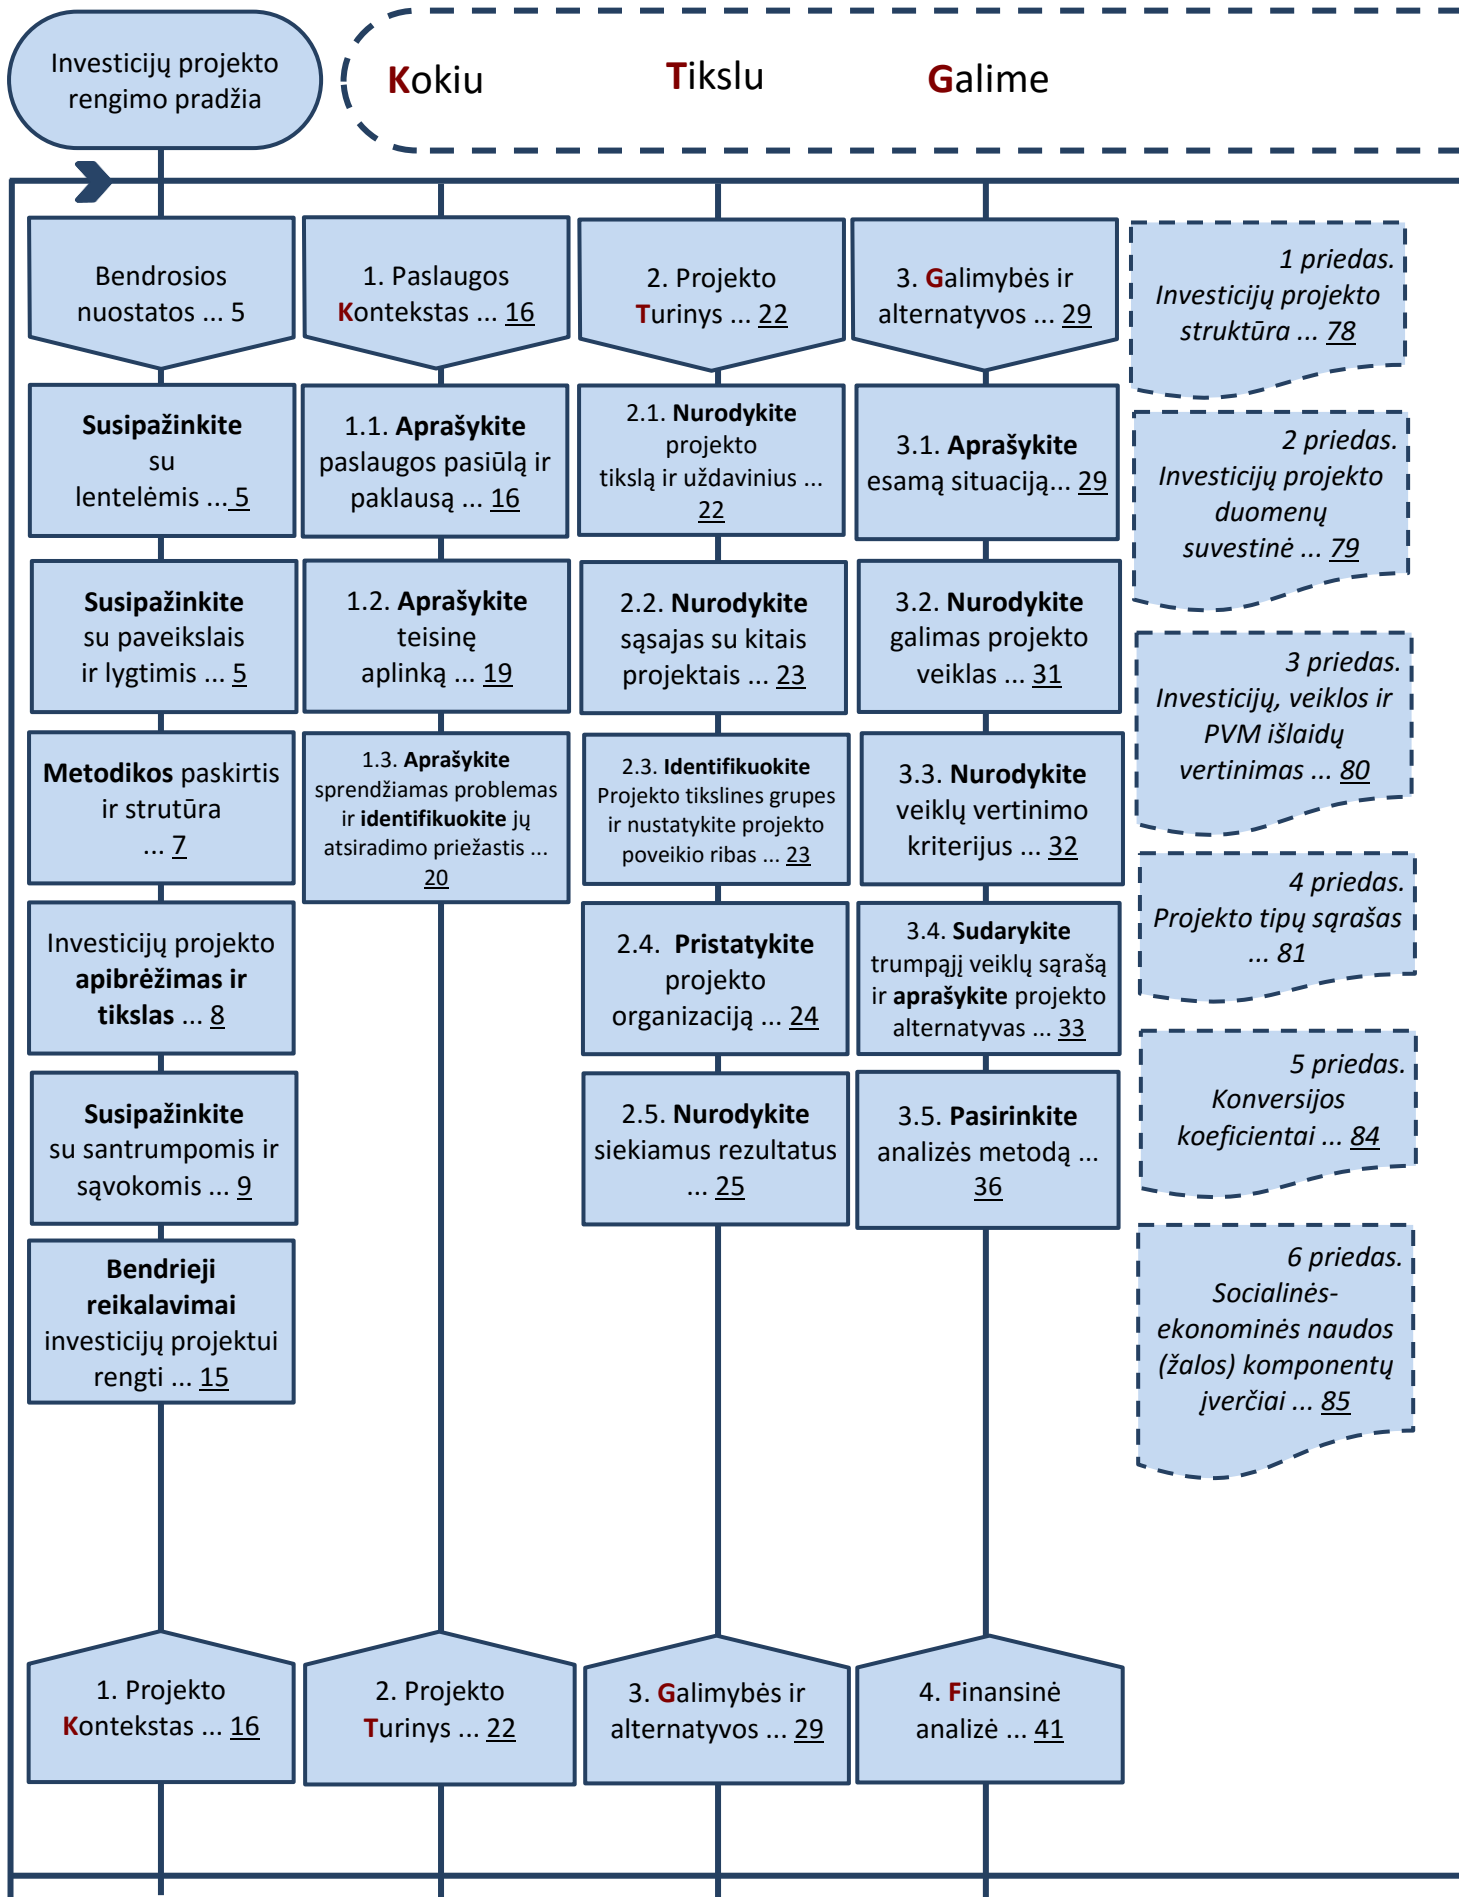 Investicijų projekto
rengimo pradžia
Kokiu
Tikslu
Galime
Bendrosios
nuostatos ... 5
Susipažinkite
su
lentelėmis ... 5
Susipažinkite
su paveikslais
ir lygtimis ... 5
Metodikos paskirtis
ir strutūra
... 7
Investicijų projekto
apibrėžimas ir
tikslas ... 8
Susipažinkite
su santrumpomis ir
sąvokomis ... 9
Bendrieji
reikalavimai
investicijų projektui
rengti ... 15
1. Projekto
Kontekstas ... 16
1. Paslaugos
Kontekstas ... 16
1.1. Aprašykite
paslaugos pasiūlą ir
paklausą ... 16
1.2. Aprašykite
teisinę
aplinką ... 19
1.3. Aprašykite
sprendžiamas problemas
ir identifikuokite jų
atsiradimo priežastis ...
20
2. Projekto
Turinys ... 22
2. Projekto
Turinys ... 22
2.1. Nurodykite
projekto
tikslą ir uždavinius ...
22
2.2. Nurodykite
sąsajas su kitais
projektais ... 23
2.3. Identifikuokite
Projekto tikslines grupes
ir nustatykite projekto
poveikio ribas ... 23
2.4. Pristatykite
projekto
organizaciją ... 24
2.5. Nurodykite
siekiamus rezultatus
... 25
3. Galimybės ir
alternatyvos ... 29
3. Galimybės ir
alternatyvos ... 29
3.1. Aprašykite
esamą situaciją... 29
3.2. Nurodykite
galimas projekto
veiklas ... 31
3.3. Nurodykite
veiklų vertinimo
kriterijus ... 32
3.4. Sudarykite
trumpąjį veiklų sąrašą
ir aprašykite projekto
alternatyvas ... 33
3.5. Pasirinkite
analizės metodą ...
36
4. Finansinė
analizė ... 41
1 priedas.
Investicijų projekto
struktūra ... 78
2 priedas.
Investicijų projekto
duomenų
suvestinė ... 79
3 priedas.
Investicijų, veiklos ir
PVM išlaidų
vertinimas ... 80
4 priedas.
Projekto tipų sąrašas
... 81
5 priedas.
Konversijos
koeficientai ... 84
6 priedas.
Socialinės-
ekonominės naudos
(žalos) komponentų
įverčiai ... 85